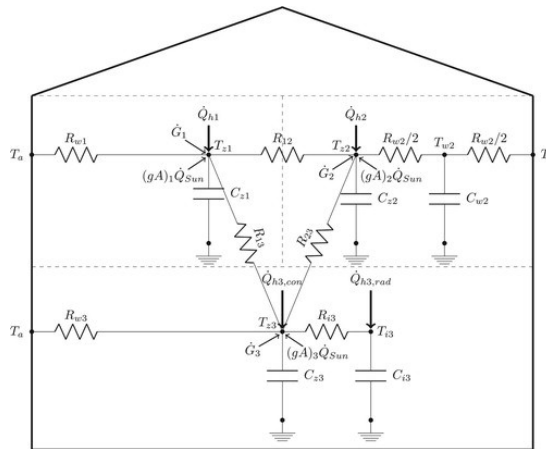 Q̇h1 Q̇h2
Rw1 Ġ1 Tz1 R12 Tz2 Rw2/2 Tw2 Rw2/2
Ta T
(gA)1Q̇Sun Ġ2 (gA)2Q̇Sun
Cz1 Cz2 Cw2
R13 R23
Q̇h3,con Q̇h3,rad
Rw3 Tz3 Ri3 Ti3
Ta
Ġ3 (gA)3Q̇Sun
Cz3 Ci3